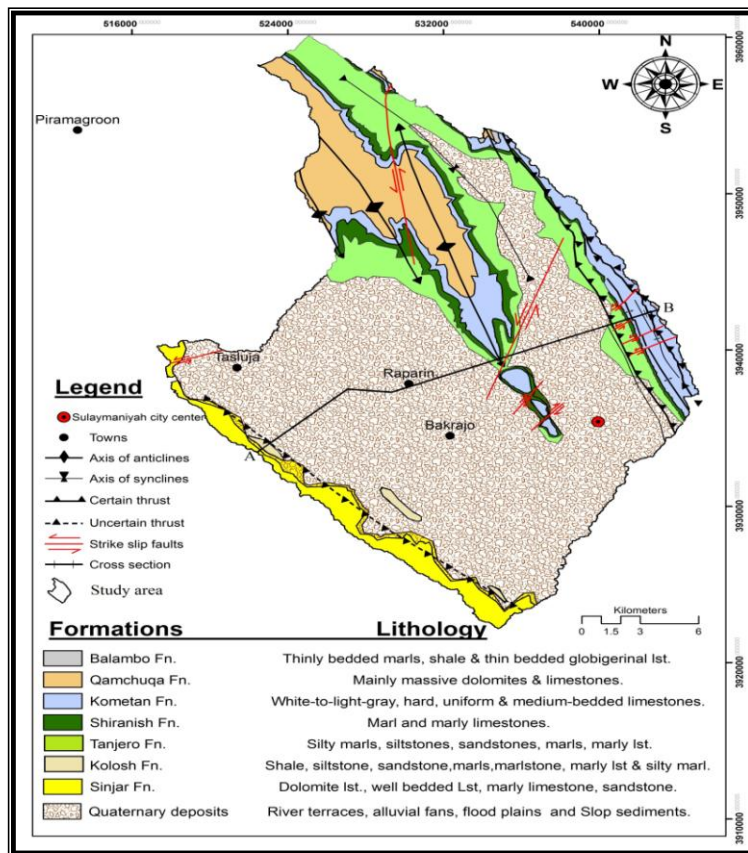 516000 524000 532000 540000
3960000
N
W E
S
Piramagroon
3950000
B
3940000
Tasluja
Raparin
Legend
Sulaymaniyah city center
Towns
Bakrajo
Axis of anticlines
A
Axis of synclines
Certain thrust
3930000
Uncertain thrust
Strike slip faults
Cross section
Study area
Kilometers
0 1.5 3 6
Formations Lithology
Balambo Fn. Thinly bedded marls, shale & thin bedded globigerinal lst.
Qamchuqa Fn. Mainly massive dolomites & limestones.
3920000
Kometan Fn. White-to-light-gray, hard, uniform & medium-bedded limestones.
Shiranish Fn. Marl and marly limestones.
Tanjero Fn. Silty marls, siltstones, sandstones, marls, marly lst.
Kolosh Fn. Shale, siltstone, sandstone,marls,marlstone, marly lst & silty marl.
Sinjar Fn. Dolomite lst., well bedded Lst, marly limestone, sandstone.
Quaternary deposits River terraces, alluvial fans, flood plains and Slop sediments.
3910000